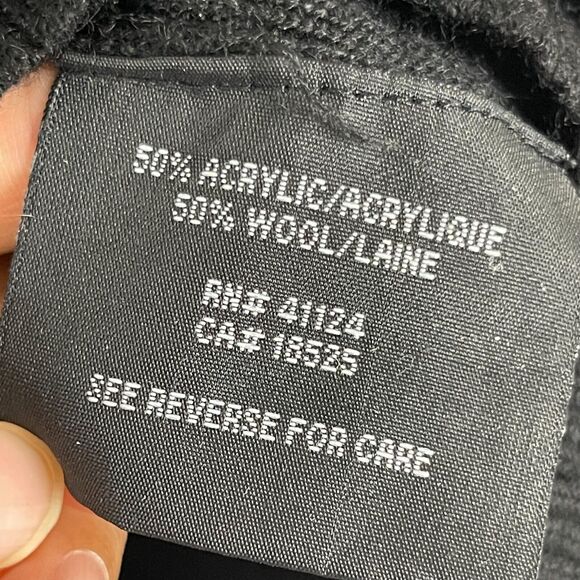 50% ACRYLIC/ACRYLIQUE
50% WOOL/LAINE
RN# 41124
CA# 18525
SEE REVERSE FOR CARE